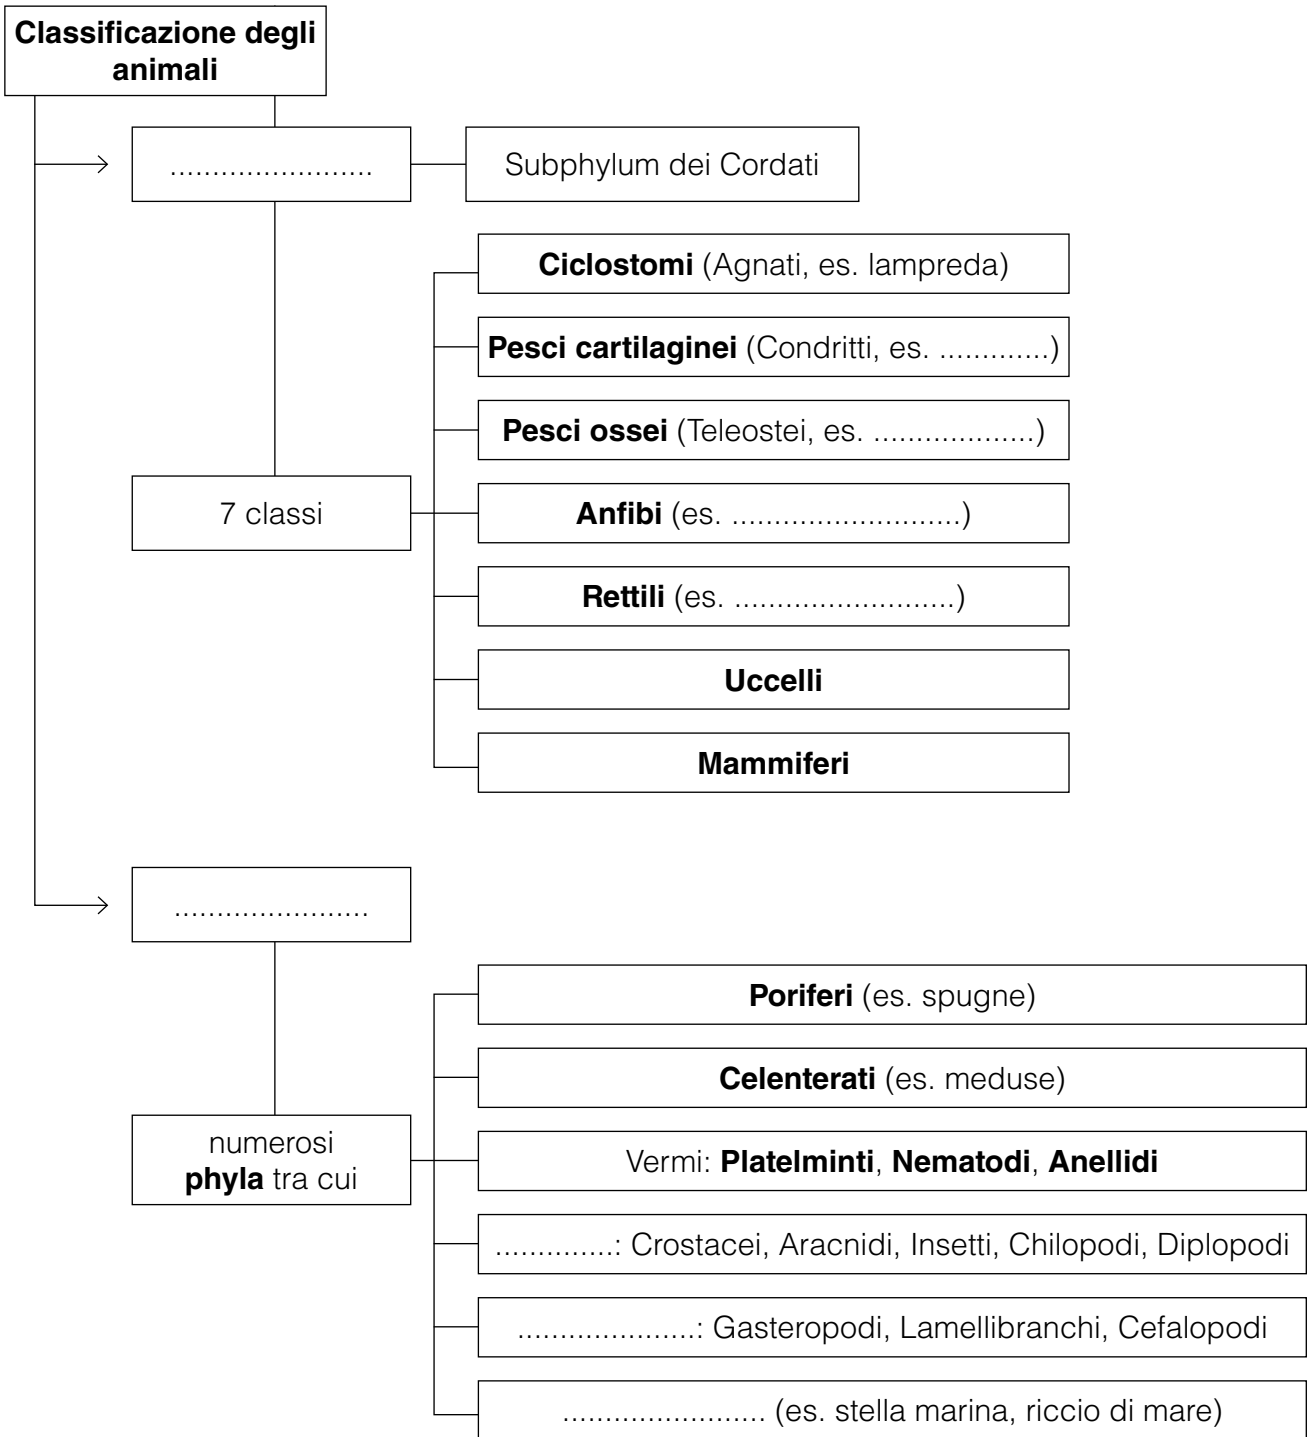 Classificazione degli
animali
........................
Subphylum dei Cordati
Ciclostomi (Agnati, es. lampreda)
Pesci cartilaginei (Condritti, es. .............)
Pesci ossei (Teleostei, es. ...................)
7 classi
Anfibi (es. ...........................)
Rettili (es. ..........................)
Uccelli
Mammiferi
.......................
Poriferi (es. spugne)
Celenterati (es. meduse)
numerosi
phyla tra cui
Vermi: Platelminti, Nematodi, Anellidi
..............: Crostacei, Aracnidi, Insetti, Chilopodi, Diplopodi
.....................: Gasteropodi, Lamellibranchi, Cefalopodi
........................ (es. stella marina, riccio di mare)